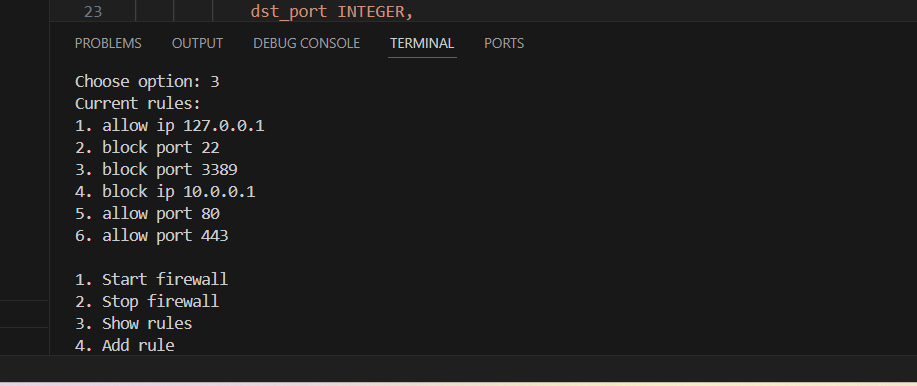 23 dst_port INTEGER,
PROBLEMS OUTPUT DEBUG CONSOLE TERMINAL PORTS
Choose option: 3
Current rules:
1. allow ip 127.0.0.1
2. block port 22
3. block port 3389
4. block ip 10.0.0.1
5. allow port 80
6. allow port 443
1. Start firewall
2. Stop firewall
3. Show rules
4. Add rule